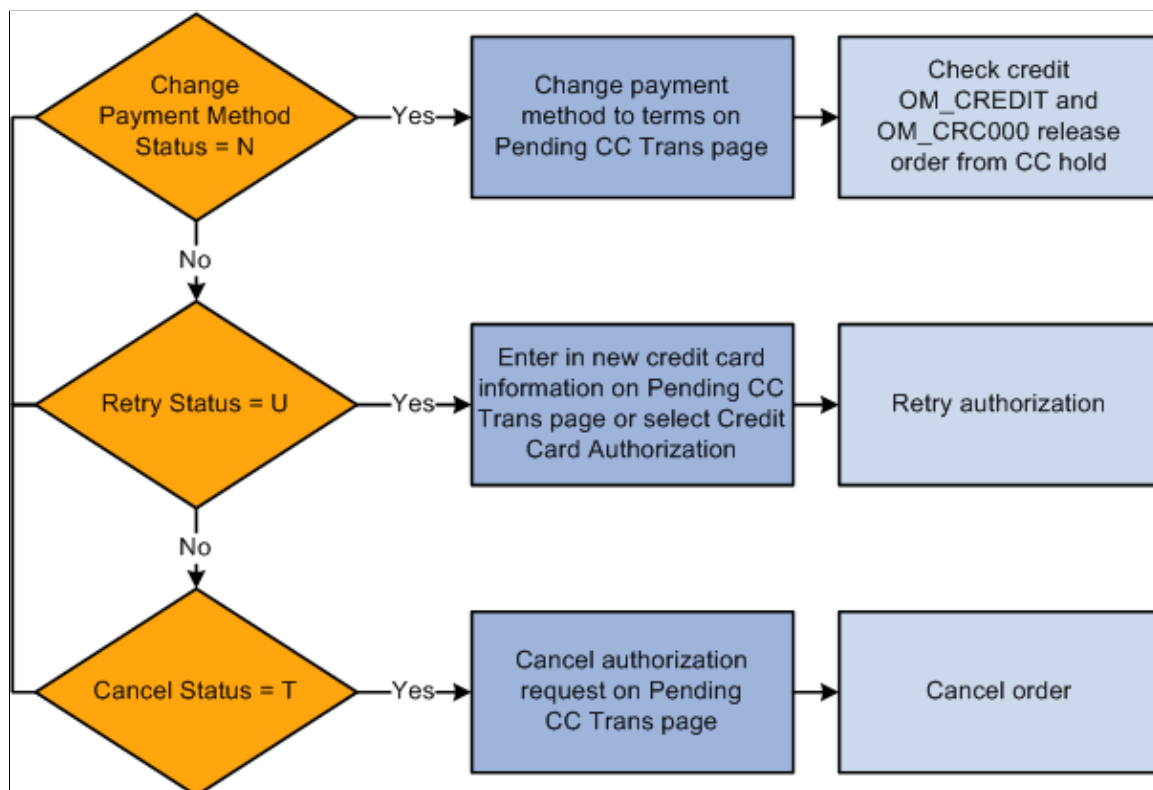 Change
Payment Method
Status = N
Yes
Change payment
method to terms on
Pending CC Trans page
Check credit
OM_CREDIT and
OM_CRC000 release
order from CC hold
No
Retry Status = U
Yes
Enter in new credit card
information on Pending CC
Trans page or select Credit
Card Authorization
Retry authorization
No
Cancel Status = T
Yes
Cancel authorization
request on Pending
CC Trans page
Cancel order